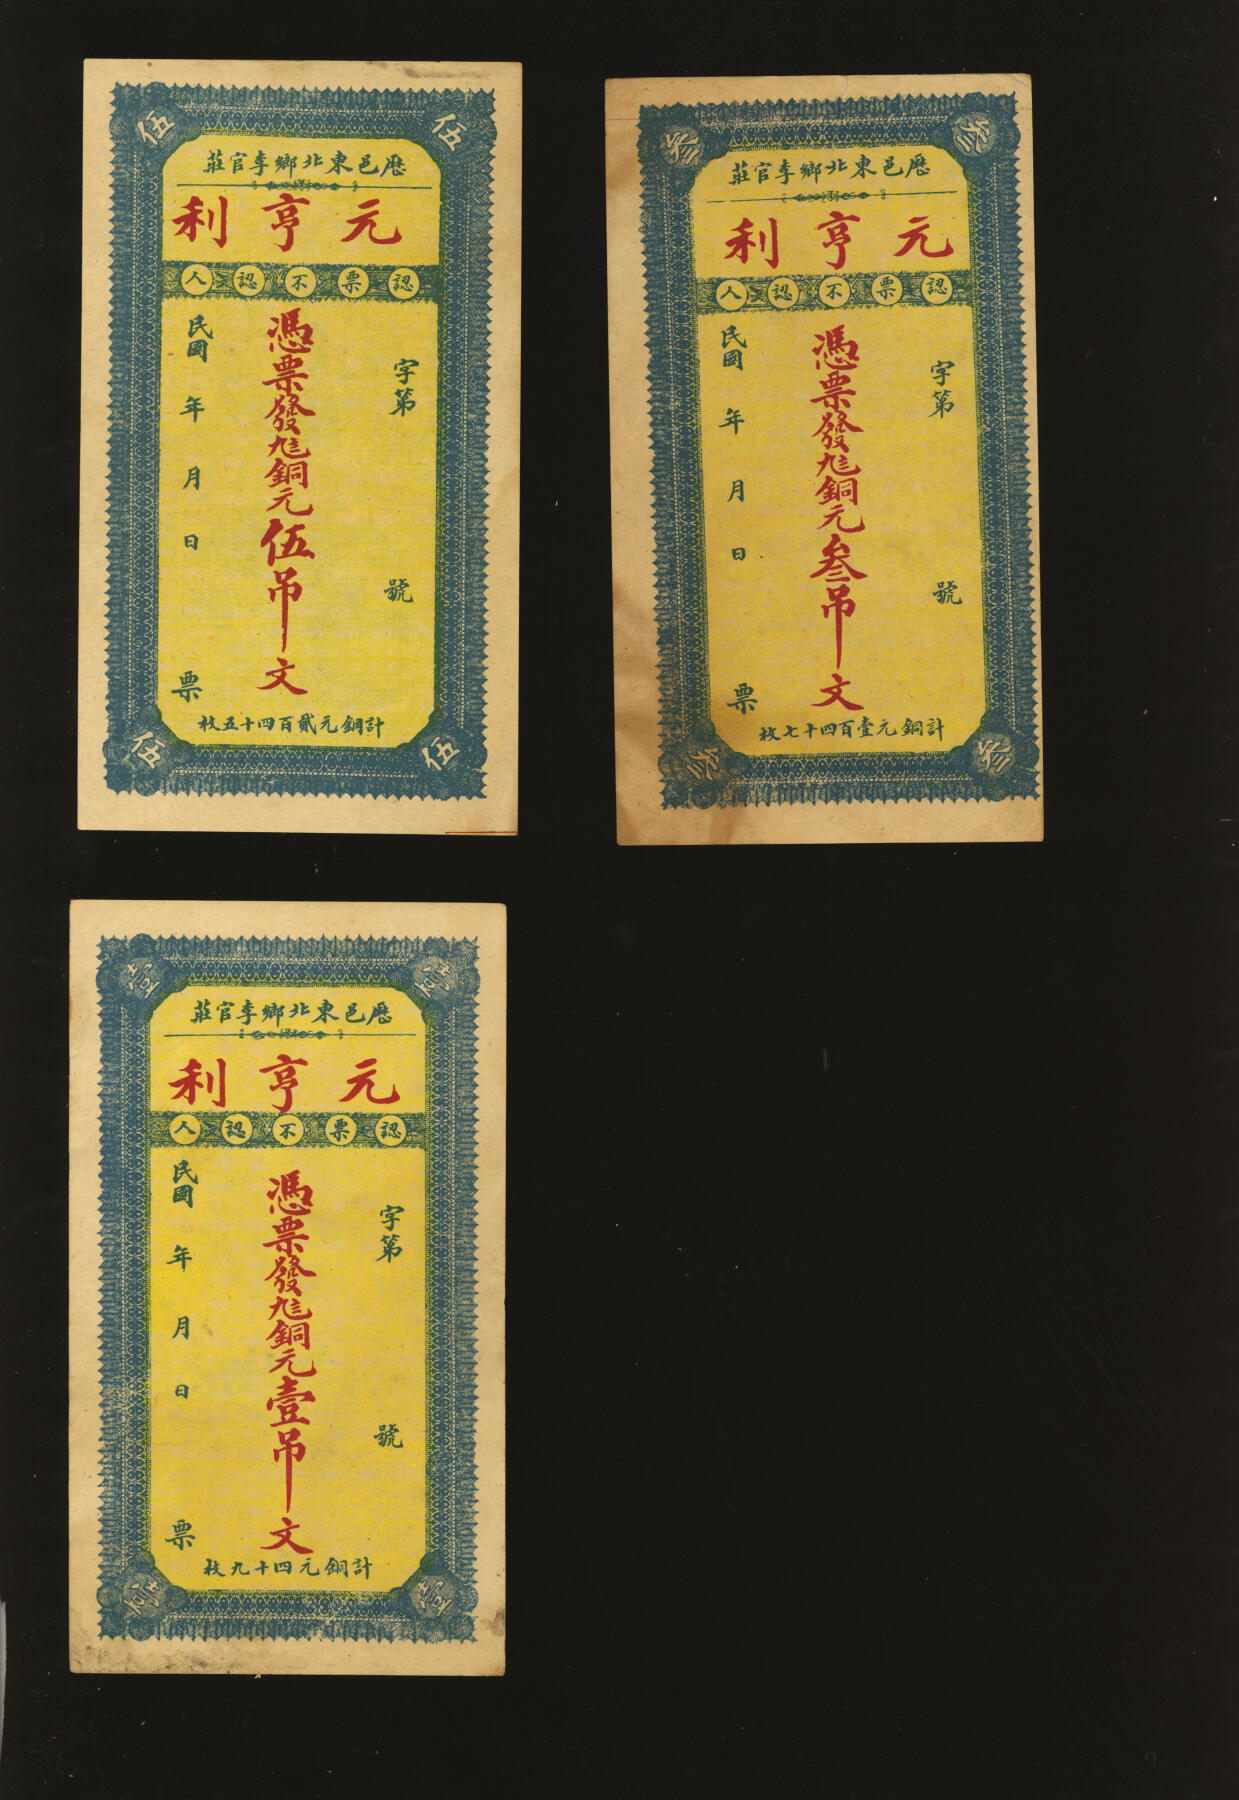 伍 伍
厯邑東北鄉李官莊
元亨利
認票不認人
字第 號
憑票發九〨銅元伍吊文
民國 年 月 日 票
計銅元貳百四十五枚
伍 伍
叁 叁
厯邑東北鄉李官莊
元亨利
認票不認人
字第 號
憑票發九〨銅元叁吊文
民國 年 月 日 票
計銅元壹百四十七枚
叁 叁
壹 壹
厯邑東北鄉李官莊
元亨利
認票不認人
字第 號
憑票發九〨銅元壹吊文
民國 年 月 日 票
計銅元四十九枚
壹 壹